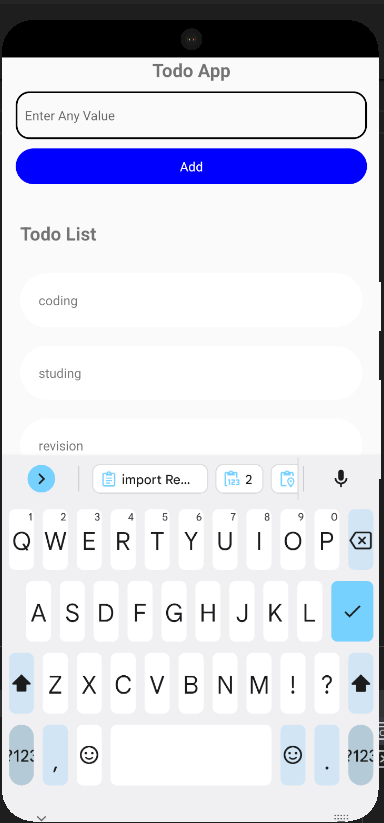 Todo App
Enter Any Value
Add
Todo List
coding
studing
revision
import Re... 123 2
1 2 3 4 5 6 7 8 9 0
Q W E R T Y U I O P
A S D F G H J K L
Z X C V B N M ! ?
?123 , . ?123